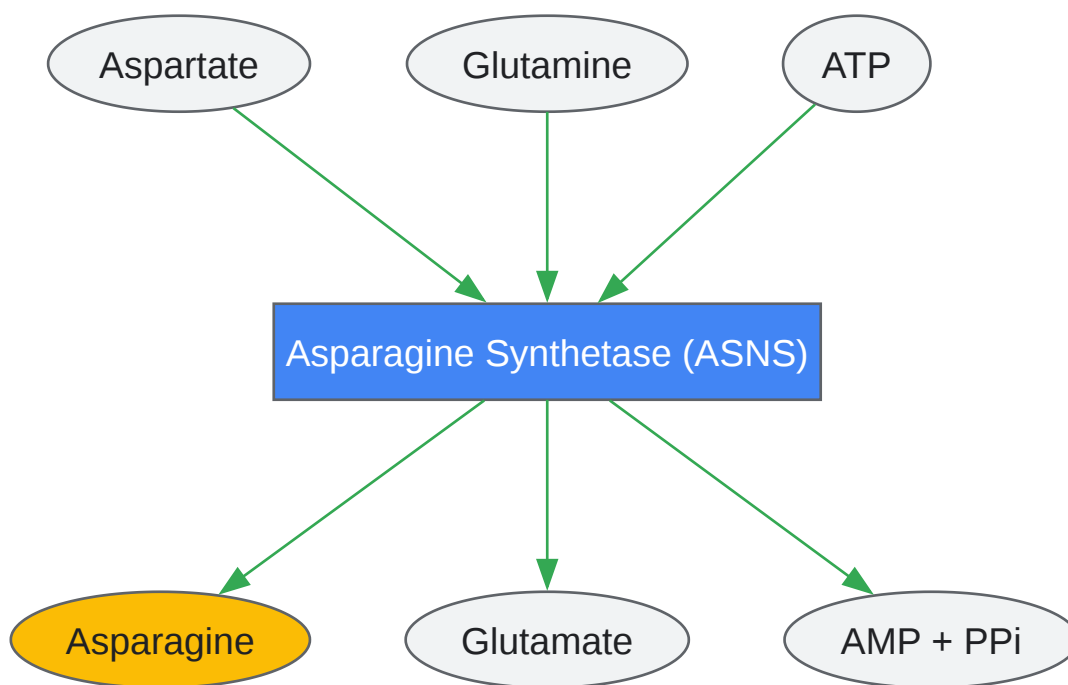 Aspartate
Glutamine
ATP
Asparagine Synthetase (ASNS)
Asparagine
Glutamate
AMP + PPi